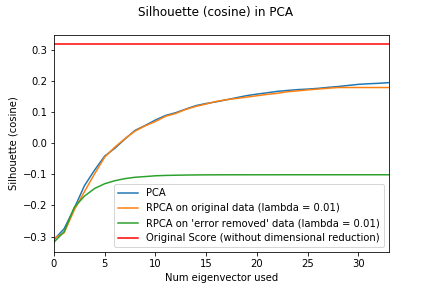 Silhouette (cosine) in PCA
Silhouette (cosine)
0.3
0.2
0.1
0.0
−0.1
−0.2
−0.3
PCA
RPCA on original data (lambda = 0.01)
RPCA on 'error removed' data (lambda = 0.01)
Original Score (without dimensional reduction)
0 5 10 15 20 25 30
Num eigenvector used